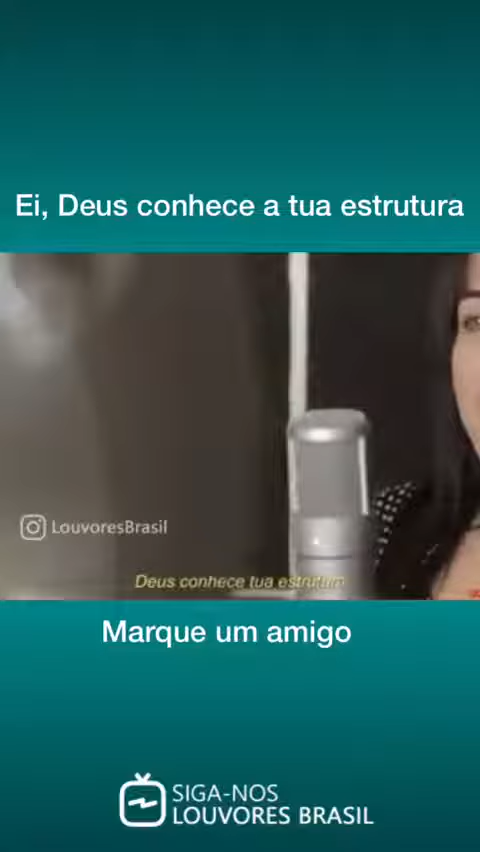 Ei, Deus conhece a tua estrutura
LouvoresBrasil
Deus conhece tua estrutura
Marque um amigo
SIGA-NOS
LOUVORES BRASIL